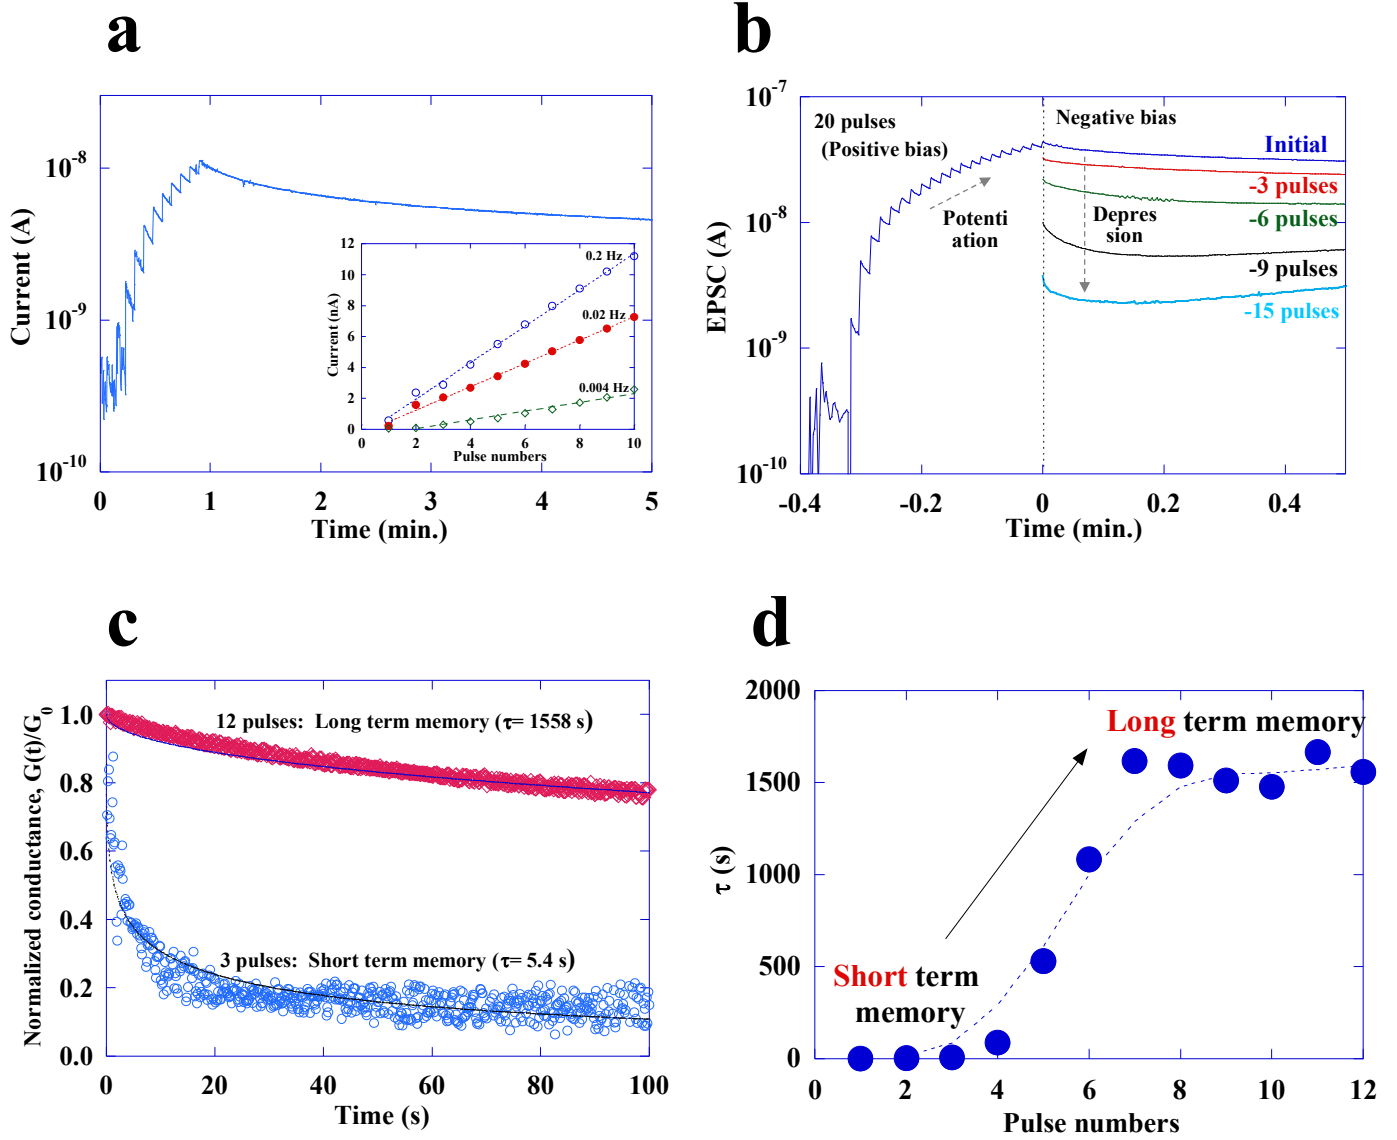 a
Current (A)
10-7
10-8
10-9
10-10
0 1 2 3 4 5
Time (min.)
Current (nA)
12
10
8
6
4
2
0
0.2 Hz
0.02 Hz
0.004 Hz
0 2 4 6 8 10
Pulse numbers
b
EPSC (A)
10-7
10-8
10-9
10-10
20 pulses
(Positive bias)
Negative bias
Potenti
ation
Depres
sion
Initial
-3 pulses
-6 pulses
-9 pulses
-15 pulses
-0.4 -0.2 0 0.2 0.4
Time (min.)
c
Normalized conductance, G(t)/G0
1.0
0.8
0.6
0.4
0.2
0.0
12 pulses: Long term memory (τ= 1558 s)
3 pulses: Short term memory (τ= 5.4 s)
0 20 40 60 80 100
Time (s)
d
τ (s)
2000
1500
1000
500
0
Long term memory
Short term
memory
0 2 4 6 8 10 12
Pulse numbers